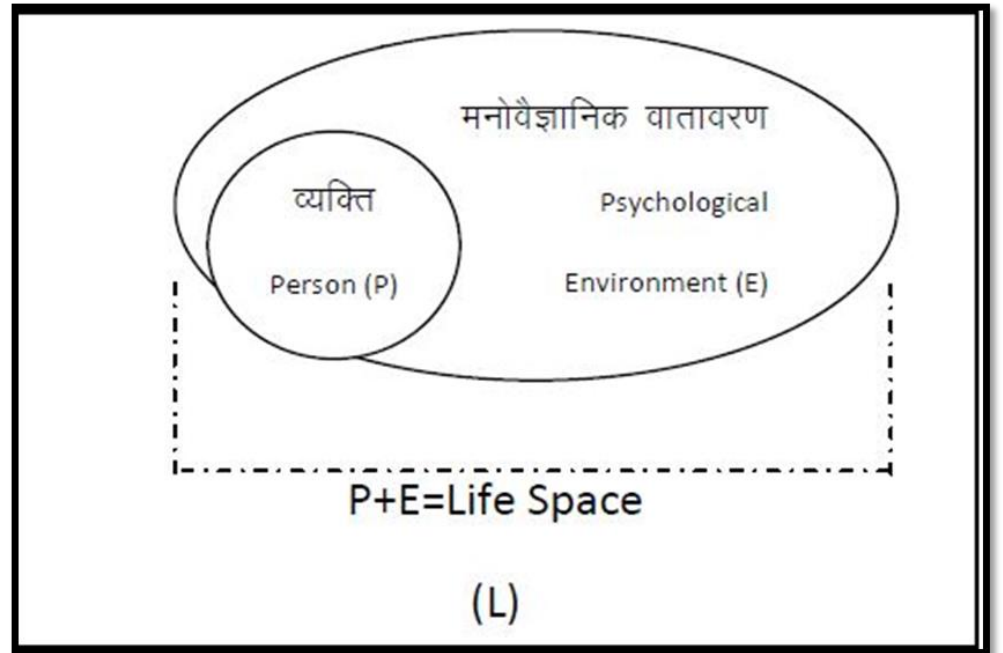 मनोवैज्ञानिक वातावरण
व्यक्ति
Psychological
Person (P)
Environment (E)
P+E=Life Space
(L)